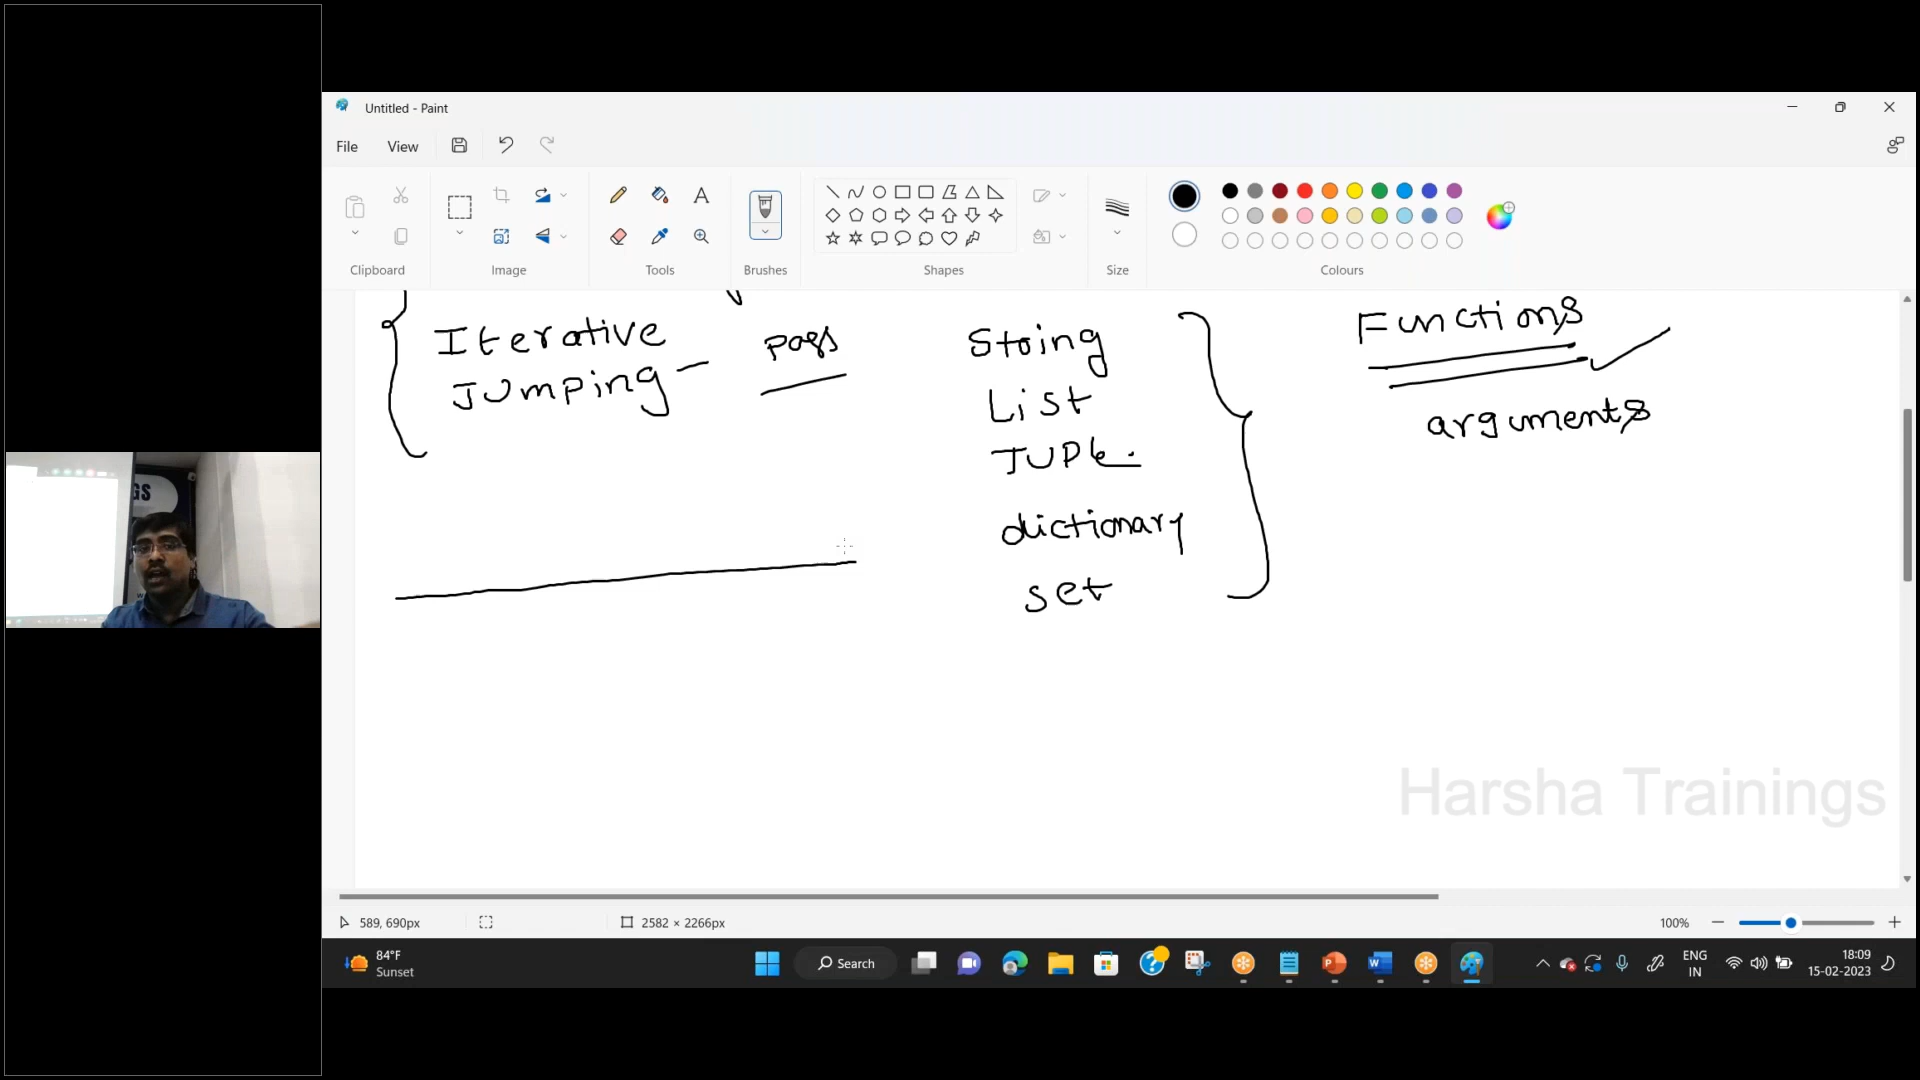 Untitled - Paint
File View
Clipboard
Image
Tools
Brushes
Shapes
Size
Colours
Iterative
Jumping - pass
String
List
Tuple.
dictionary
set
Functions
arguments
Harsha Trainings
GS
589, 690px
2582 × 2266px
100%
84°F
Sunset
Search
ENG
IN
18:09
15-02-2023